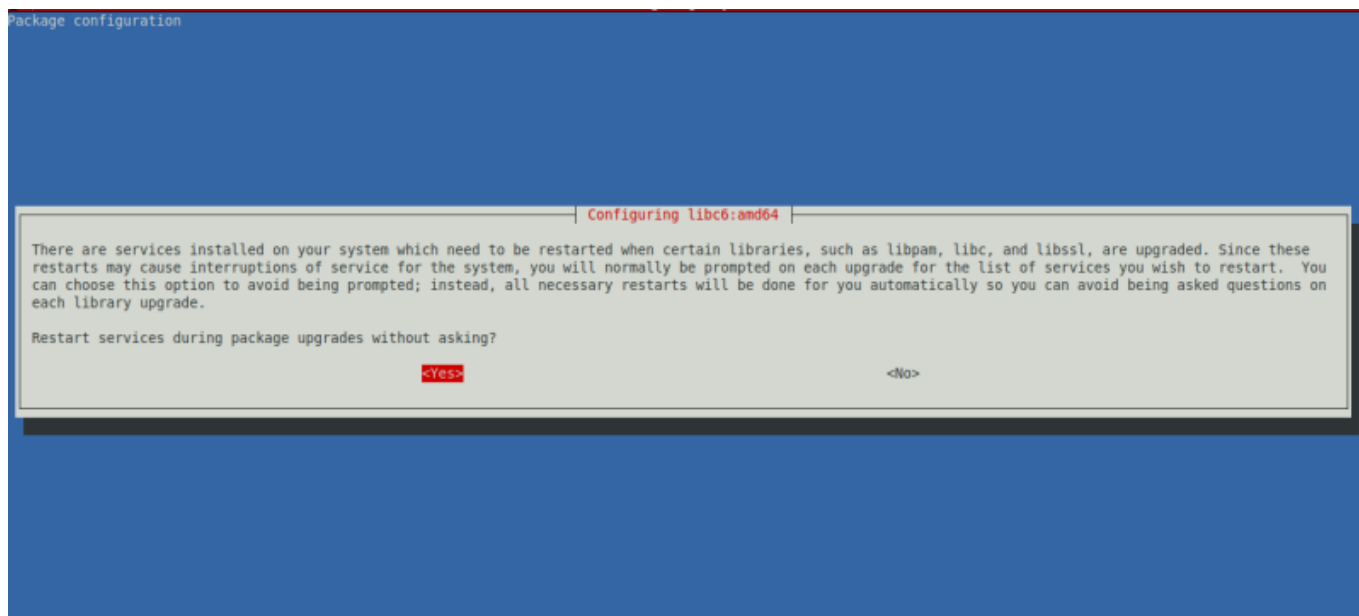 Package configuration
Configuring libc6:amd64
There are services installed on your system which need to be restarted when certain libraries, such as libpam, libc, and libssl, are upgraded. Since these
restarts may cause interruptions of service for the system, you will normally be prompted on each upgrade for the list of services you wish to restart.  You
can choose this option to avoid being prompted; instead, all necessary restarts will be done for you automatically so you can avoid being asked questions on
each library upgrade.
Restart services during package upgrades without asking?
<Yes> <No>